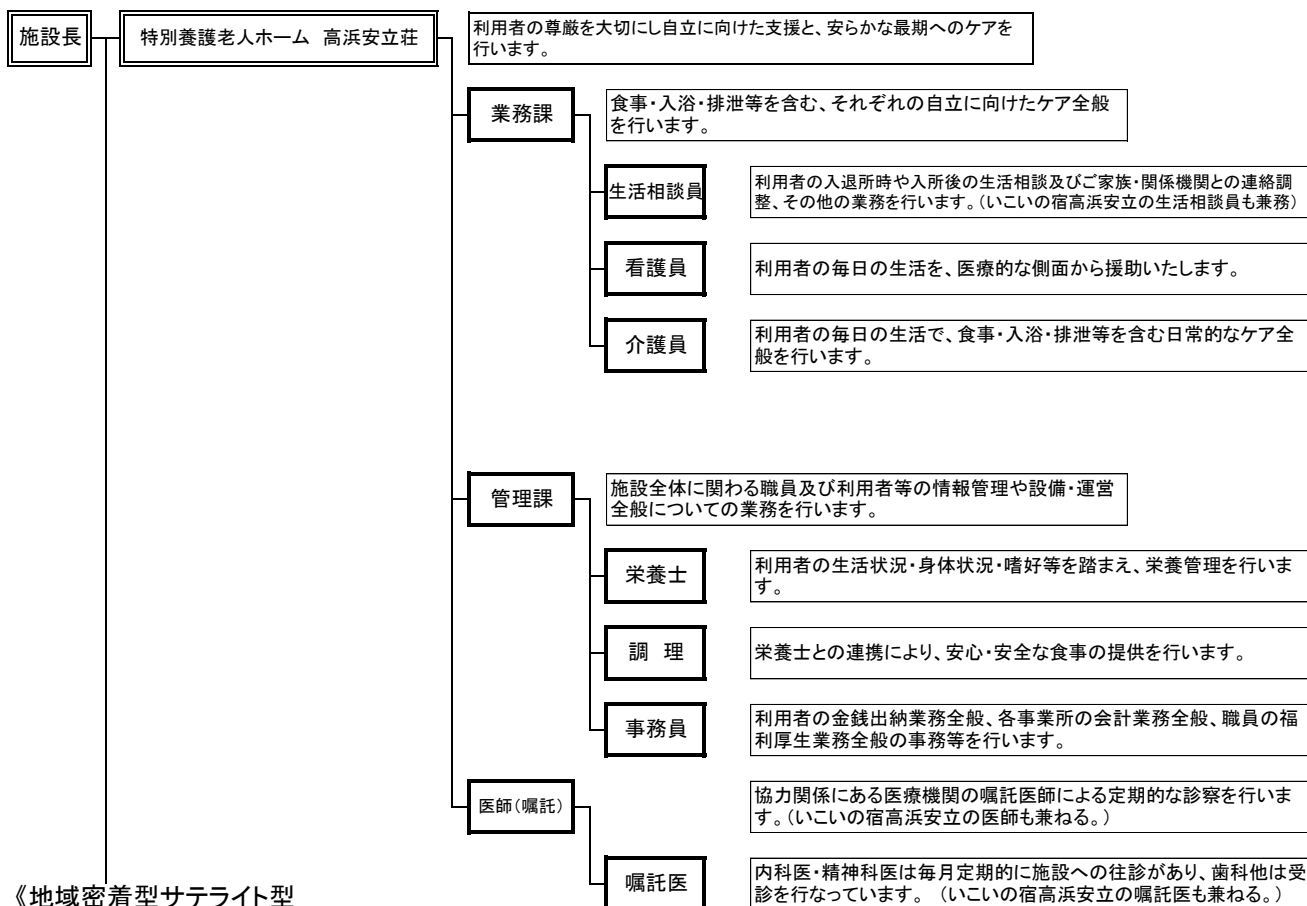 施設長
特別養護老人ホーム 高浜安立荘
利用者の尊厳を大切にし自立に向けた支援と、安らかな最期へのケアを
行います。
業務課
食事・入浴・排泄等を含む、それぞれの自立に向けたケア全般
を行います。
生活相談員
利用者の入退所時や入所後の生活相談及びご家族・関係機関との連絡調
整、その他の業務を行います。(いこいの宿高浜安立の生活相談員も兼務)
看護員
利用者の毎日の生活を、医療的な側面から援助いたします。
介護員
利用者の毎日の生活で、食事・入浴・排泄等を含む日常的なケア全
般を行います。
管理課
施設全体に関わる職員及び利用者等の情報管理や設備・運営
全般についての業務を行います。
栄養士
利用者の生活状況・身体状況・嗜好等を踏まえ、栄養管理を行いま
す。
調 理
栄養士との連携により、安心・安全な食事の提供を行います。
事務員
利用者の金銭出納業務全般、各事業所の会計業務全般、職員の福
利厚生業務全般の事務等を行います。
医師(嘱託)
協力関係にある医療機関の嘱託医師による定期的な診察を行いま
す。(いこいの宿高浜安立の医師も兼ねる。)
嘱託医
内科医・精神科医は毎月定期的に施設への往診があり、歯科他は受
診を行なっています。 (いこいの宿高浜安立の嘱託医も兼ねる。)
《地域密着型サテライト型